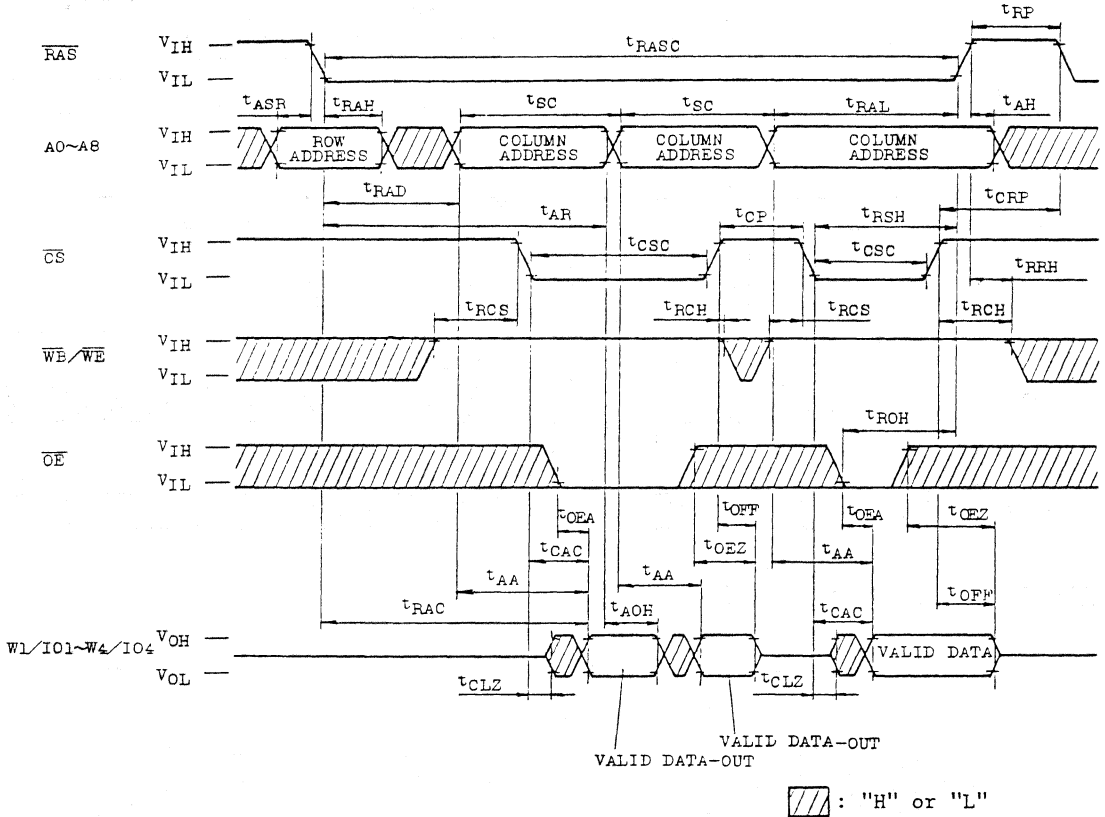 tRP
RAS VIH tRASC
VIL
tASR tRAH tSC tSC tRAL tAH
A0~A8 VIH ROW ADDRESS COLUMN ADDRESS COLUMN ADDRESS COLUMN ADDRESS
VIL
tRAD tCRP
tAR tCP tRSH
CS VIH tCSC tCSC
VIL tRRH
tRCS tRCH tRCS tRCH
WB/WE VIH
VIL
tROH
OE VIH
VIL
tOEA tOFF tOEA tOEZ
tCAC tOEZ tAA
tAA tAA tOFF
tRAC tAOH tCAC
W1/IO1~W4/IO4 VOH VALID DATA
VOL
tCLZ tCLZ
VALIL DATA-OUT
VALID DATA-OUT
: "H" or "L"